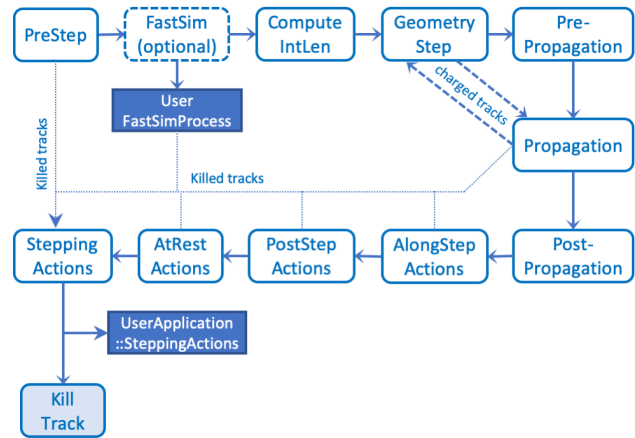 PreStep
FastSim
(optional)
Compute
IntLen
Geometry
Step
Pre-
Propagation
User
FastSimProcess
charged tracks
Propagation
Killed tracks
Killed tracks
Stepping
Actions
AtRest
Actions
PostStep
Actions
AlongStep
Actions
Post-
Propagation
UserApplication
::SteppingActions
Kill
Track